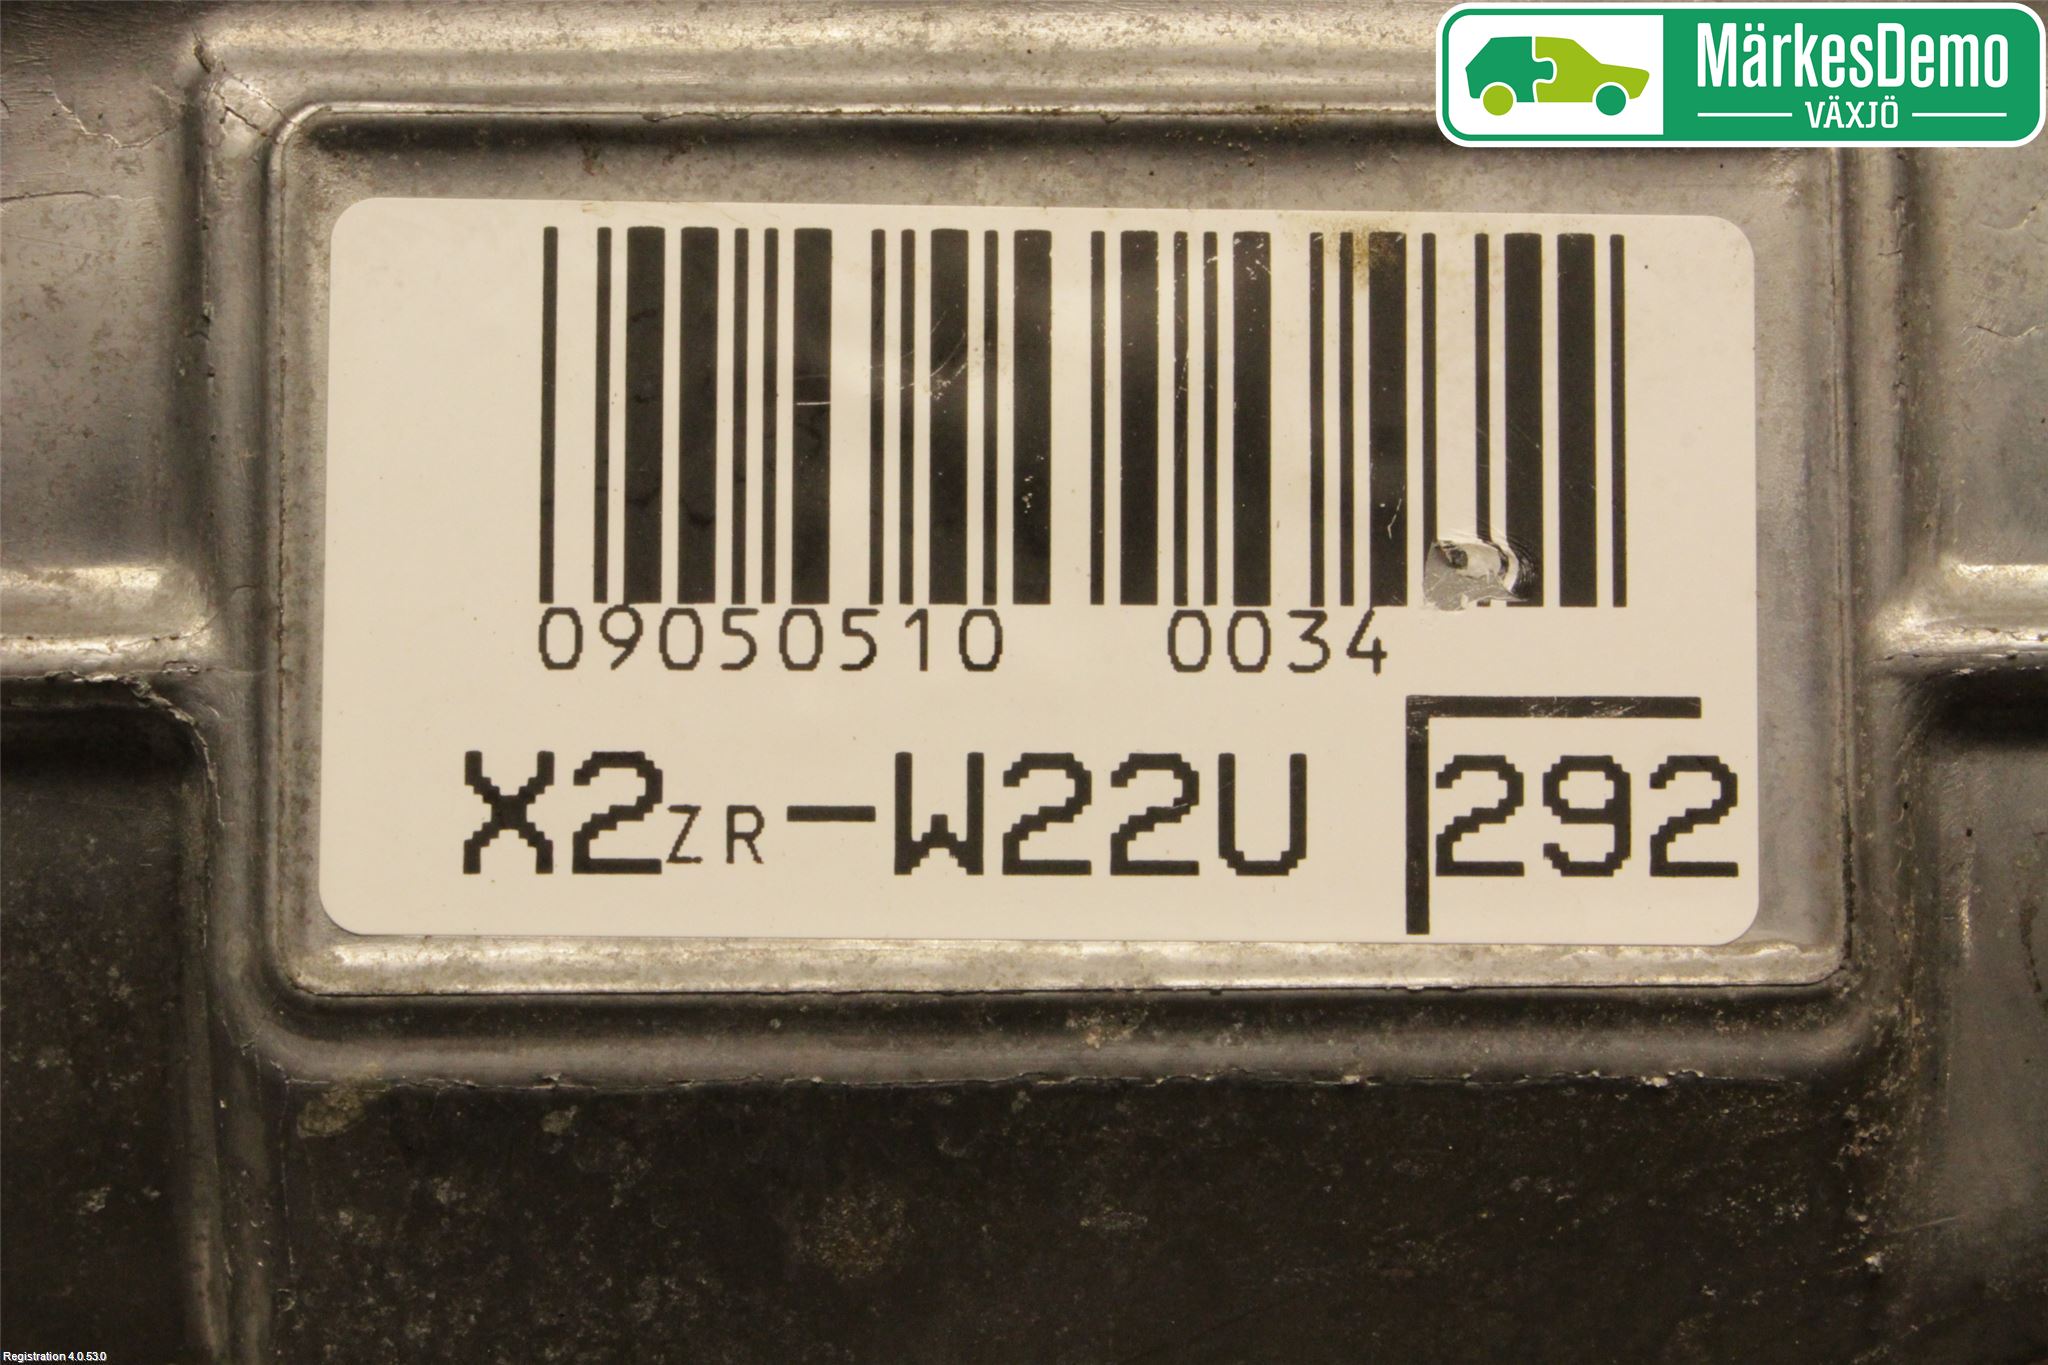 MärkesDemo
VÄXJÖ
09050510 0034
X2ZR-W22U 292
Registration 4.0.53.0